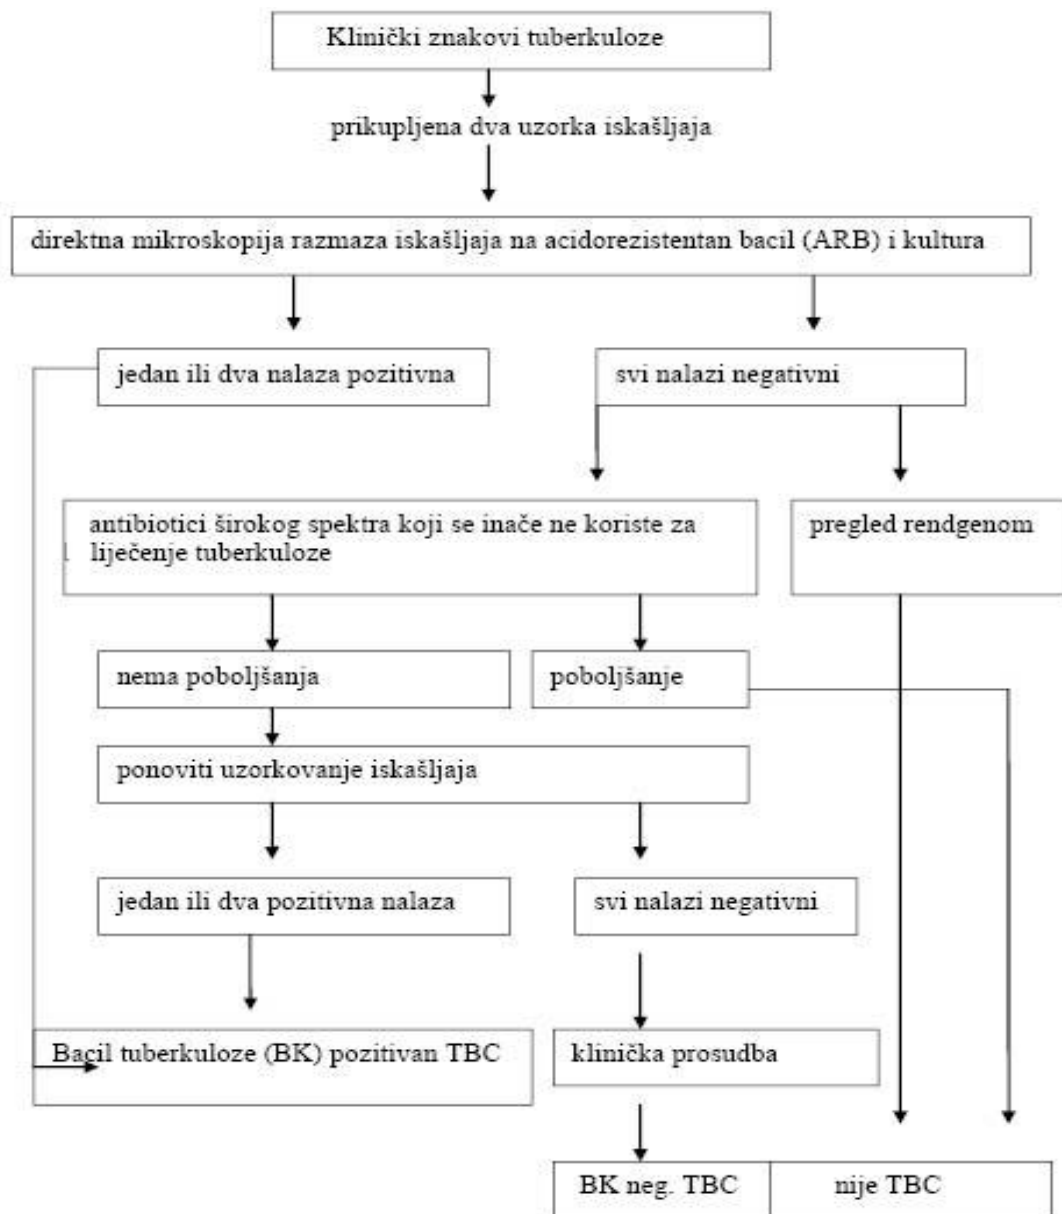 Klinički znakovi tuberkuloze
prikupljena dva uzorka iskašljaja
direktna mikroskopija razmaza iskašljaja na acidorezistentan bacil (ARB) i kultura
jedan ili dva nalaza pozitivna
svi nalazi negativni
antibiotici širokog spektra koji se inače ne koriste za
liječenje tuberkuloze
pregled rendgenom
nema poboljšanja
poboljšanje
ponoviti uzorkovanje iskašljaja
jedan ili dva pozitivna nalaza
svi nalazi negativni
Bacil tuberkuloze (BK) pozitivan TBC
klinička prosudba
BK neg. TBC
nije TBC